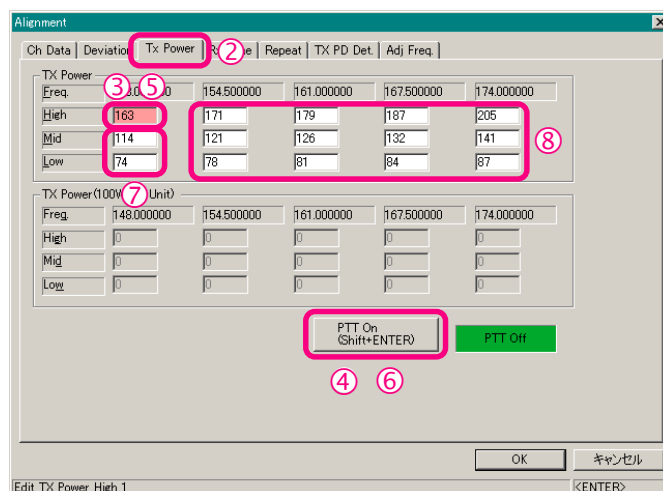 Alignment
Ch Data Deviation Tx Power ② Repeat TX PD Det. Adj Freq.
TX Power ③ ⑤
Freq. 154.500000 161.000000 167.500000 174.000000
High 163 171 179 187 205
Mid 114 121 126 132 141 ⑧
Low 74 78 81 84 87
⑦
TX Power(100W Unit)
Freq. 148.000000 154.500000 161.000000 167.500000 174.000000
High 0 0 0 0 0
Mid 0 0 0 0 0
Low 0 0 0 0 0
PTT On
(Shift+ENTER) PTT Off
④ ⑥
OK キャンセル
Edit TX Power High 1 <ENTER>